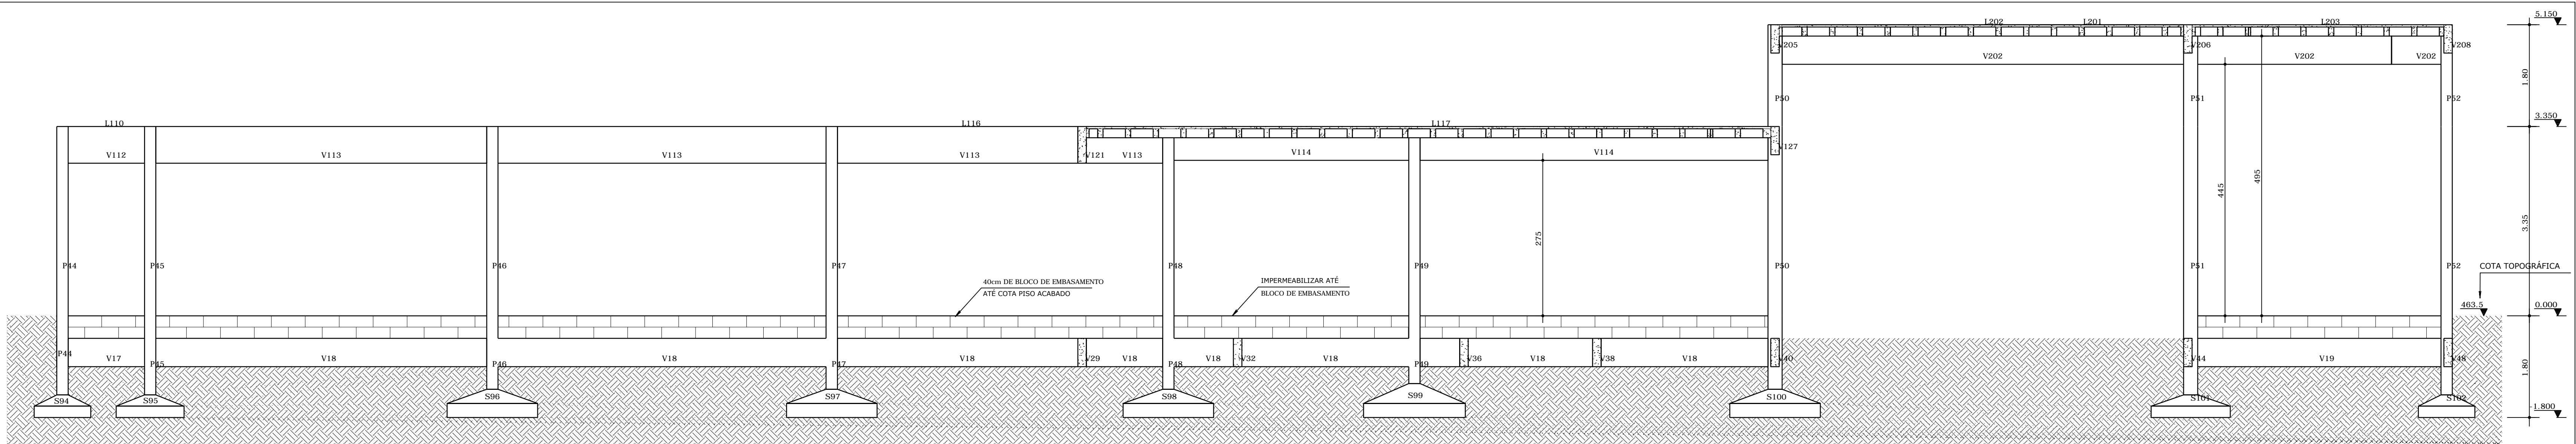 L202
L201
L203
5.150
V205
V206
V208
V202
V202
V202
1.80
P50
P51
P52
3.350
L110
L116
L117
V112
V113
V113
V113
V121
V113
V114
V114
V127
445
495
275
3.35
P44
P45
P46
P47
P48
P49
P50
P51
P52
COTA TOPOGRÁFICA
40cm DE BLOCO DE EMBASAMENTO
ATÉ COTA PISO ACABADO
IMPERMEABILIZAR ATÉ
BLOCO DE EMBASAMENTO
463.5
0.000
P44
V17
P45
V18
P46
V18
P47
V18
V29
V18
P48
V18
V32
V18
P49
V36
V18
V38
V18
V40
V44
V19
V48
1.80
S94
S95
S96
S97
S98
S99
S100
S101
S102
-1.800